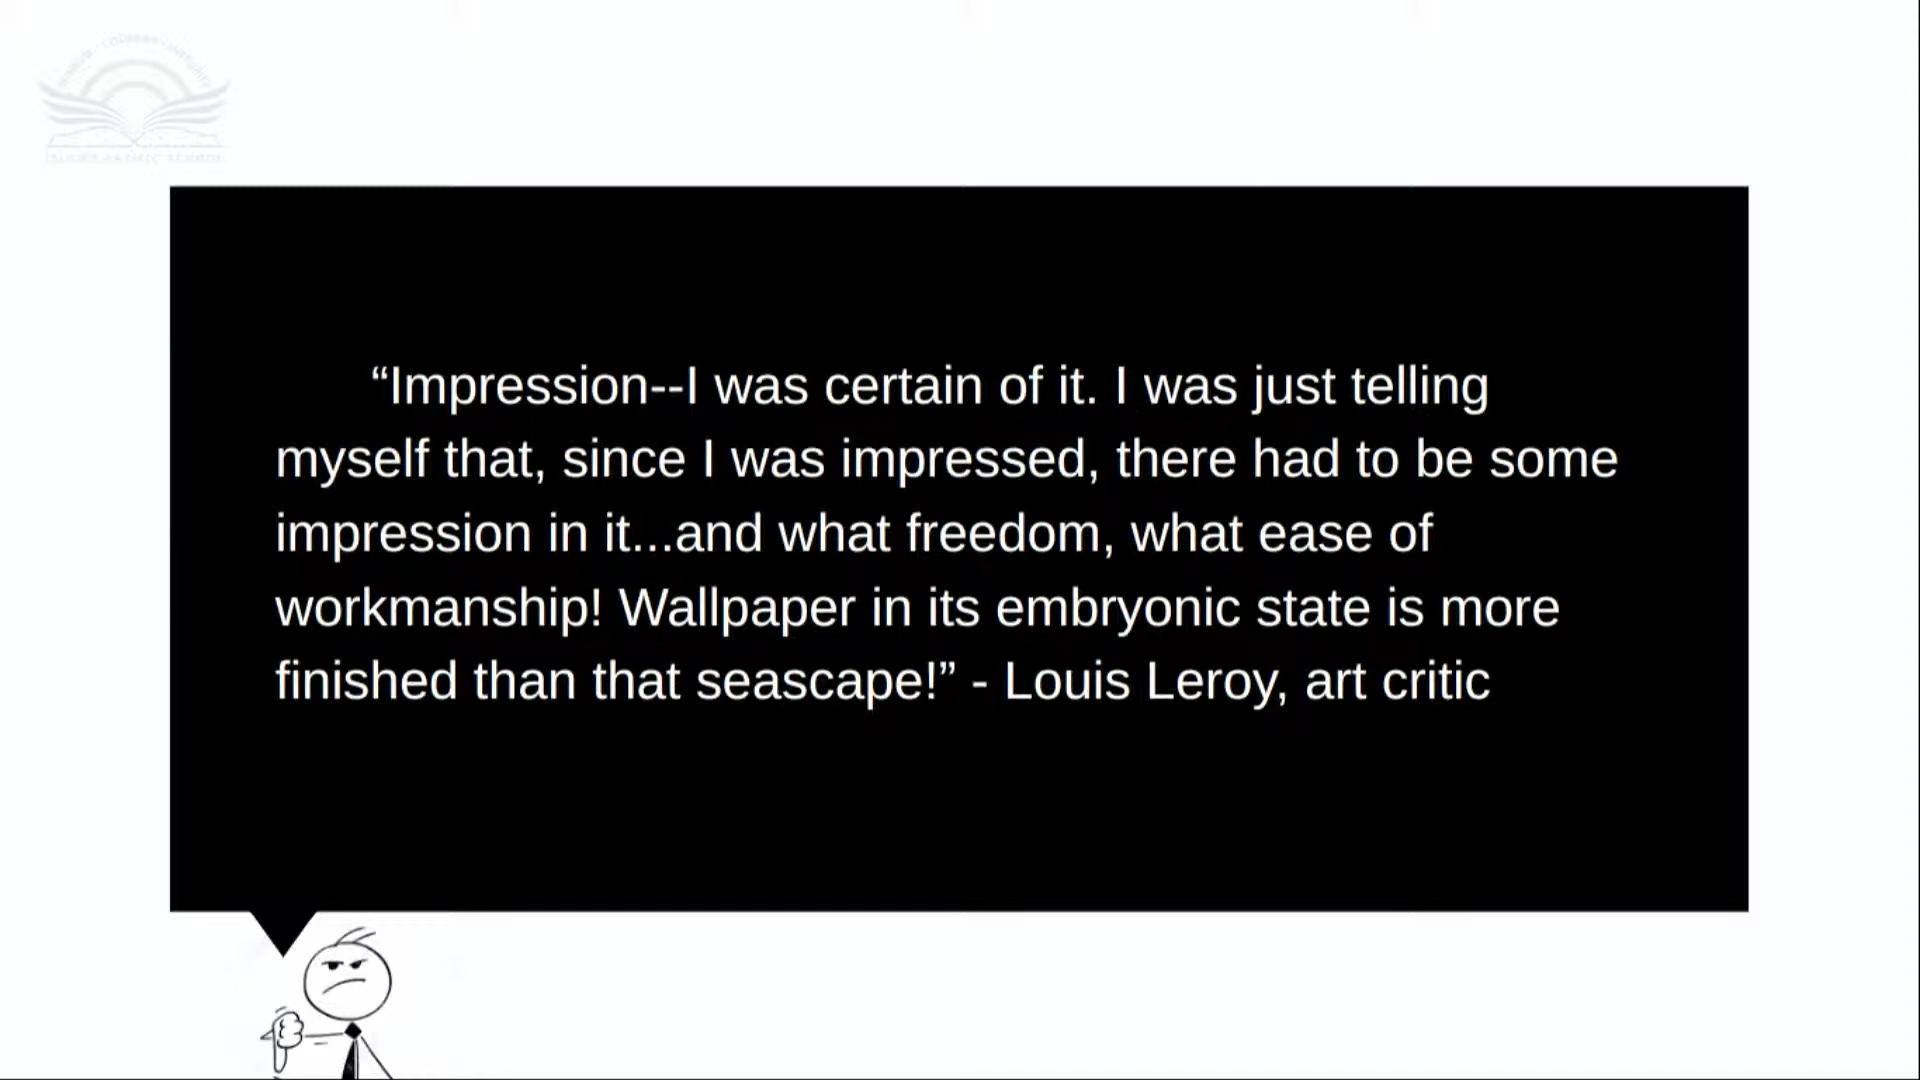 “Impression--I was certain of it. I was just telling
myself that, since I was impressed, there had to be some
impression in it...and what freedom, what ease of
workmanship! Wallpaper in its embryonic state is more
finished than that seascape!” - Louis Leroy, art critic